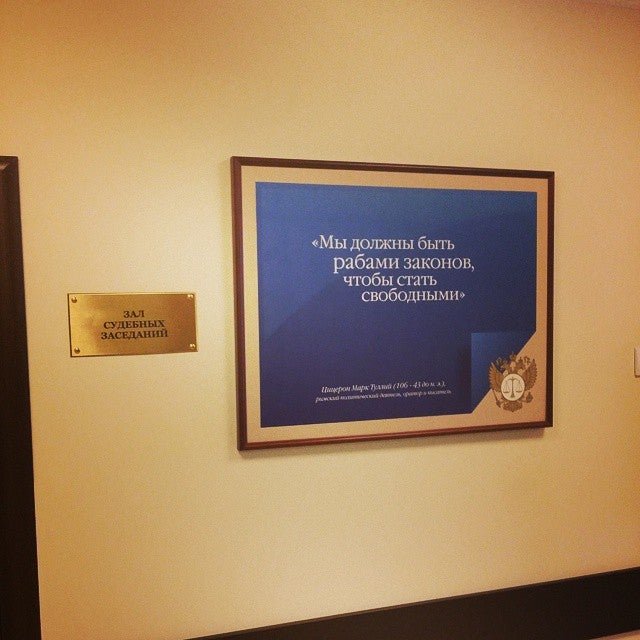 ЗАЛ
СУДЕБНЫХ
ЗАСЕДАНИЙ
«Мы должны быть
рабами законов,
чтобы стать
свободными»
Цицерон Марк Туллий (106 - 43 до н. э.),
римский политический деятель, оратор и писатель